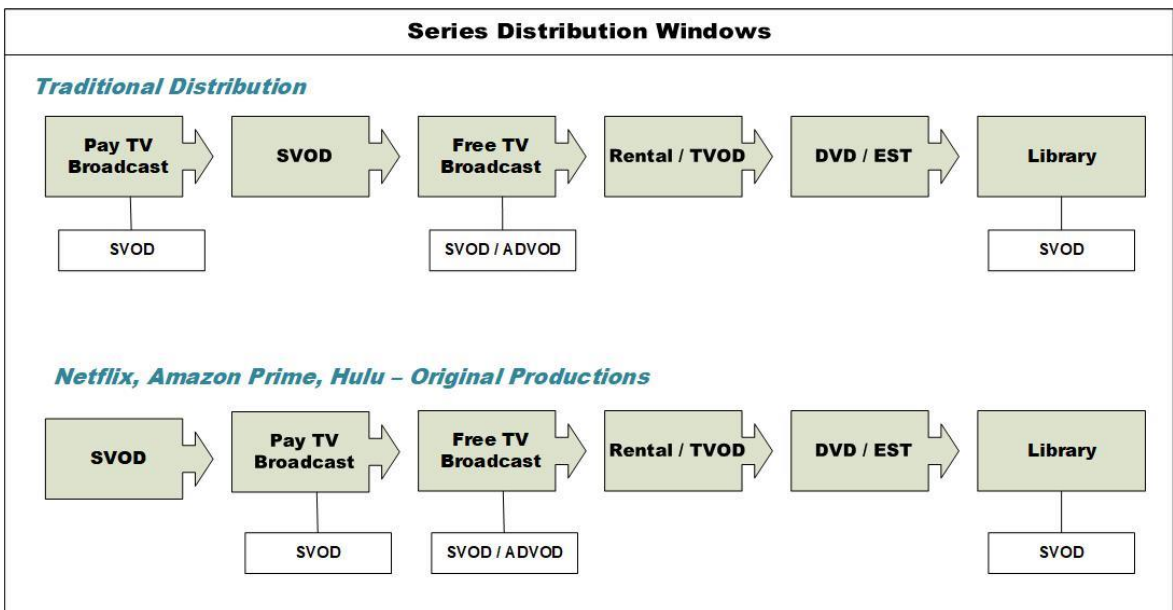 Series Distribution Windows
Traditional Distribution
Pay TV
Broadcast
SVOD
Free TV
Broadcast
Rental / TVOD
DVD / EST
Library
SVOD
SVOD / ADVOD
SVOD
Netflix, Amazon Prime, Hulu – Original Productions
SVOD
Pay TV
Broadcast
Free TV
Broadcast
Rental / TVOD
DVD / EST
Library
SVOD
SVOD / ADVOD
SVOD